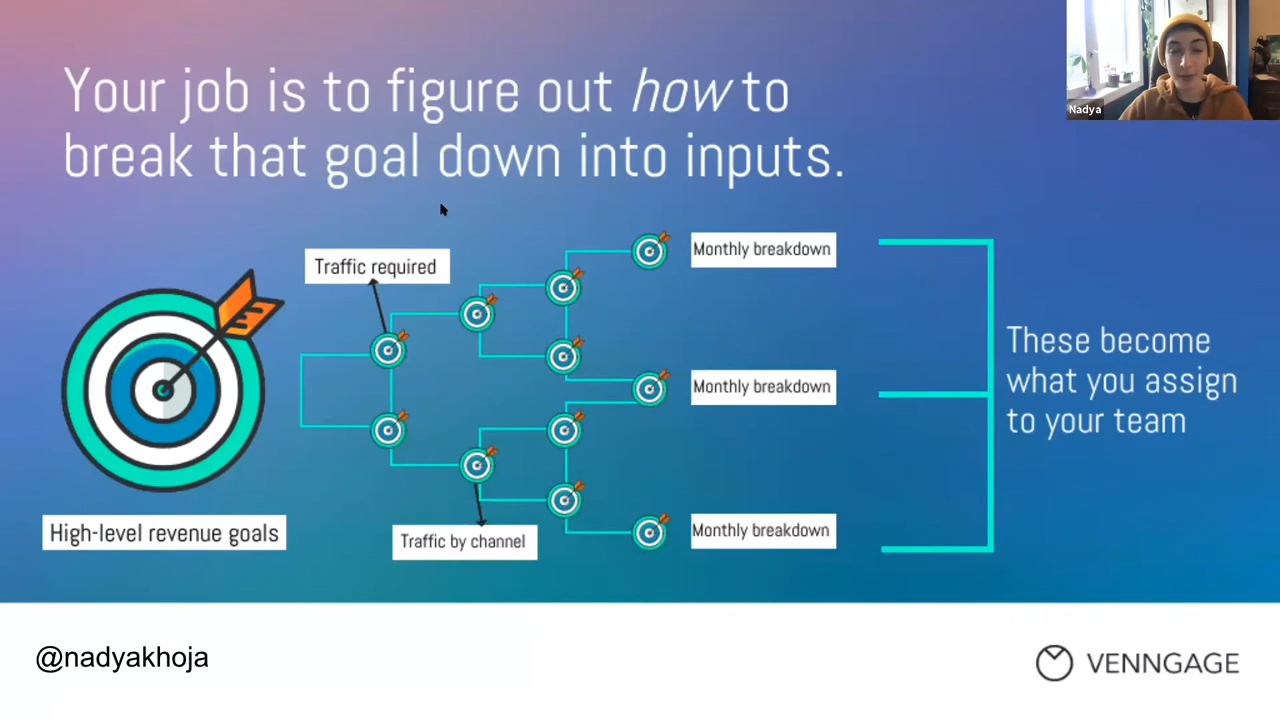 Your job is to figure out how to
break that goal down into inputs.
Nadya
Traffic required
Monthly breakdown
Monthly breakdown
These become
what you assign
to your team
High-level revenue goals
Traffic by channel
Monthly breakdown
@nadyakhoja
VENNGAGE